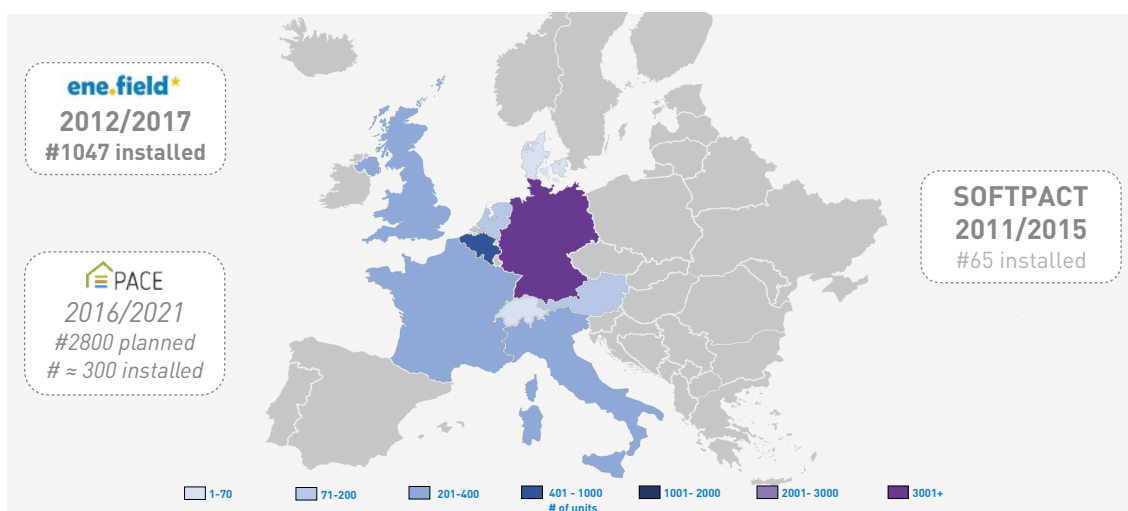 ene.field
2012/2017
#1047 installed
PACE
2016/2021
#2800 planned
# ≈ 300 installed
SOFTPACT
2011/2015
#65 installed
1-70
71-200
201-400
401 - 1000
1001- 2000
2001- 3000
3001+
# of units